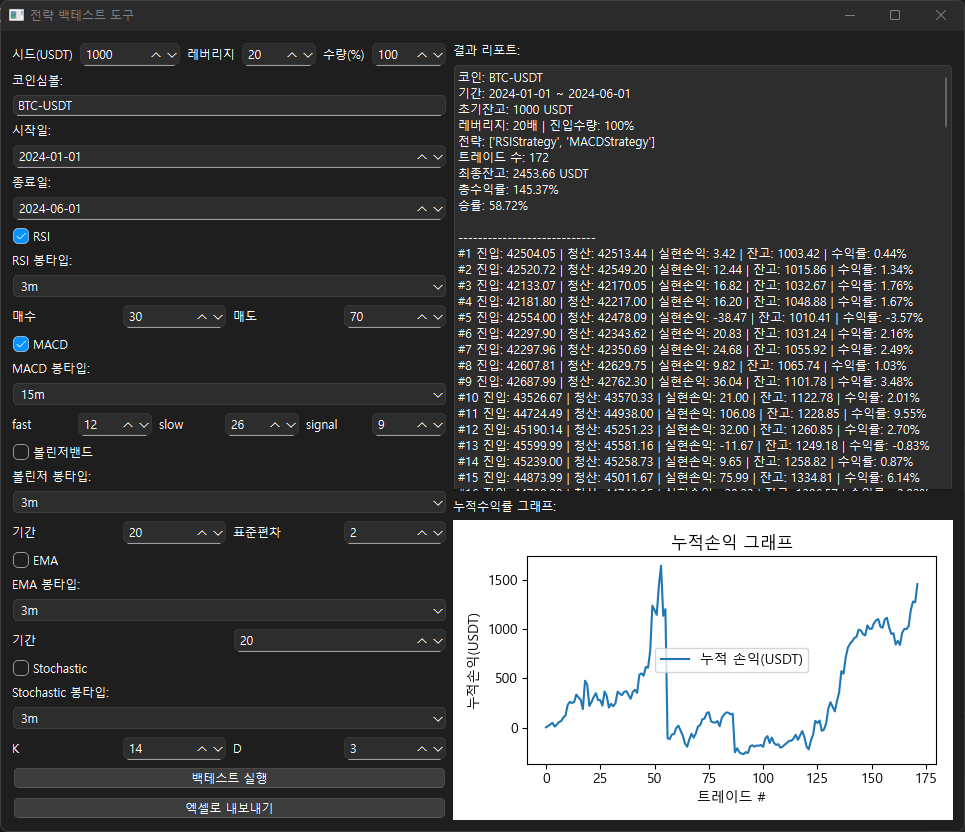 전략 백테스트 도구
시드(USDT) 1000 레버리지 20 수량(%) 100
코인심볼:
BTC-USDT
시작일:
2024-01-01
종료일:
2024-06-01
RSI
RSI 봉타입:
3m
매수 30 매도 70
MACD
MACD 봉타입:
15m
fast 12 slow 26 signal 9
볼린저밴드
볼린저 봉타입:
3m
기간 20 표준편차 2
EMA
EMA 봉타입:
3m
기간 20
Stochastic
Stochastic 봉타입:
3m
K 14 D 3
백테스트 실행
엑셀로 내보내기
결과 리포트:
코인: BTC-USDT
기간: 2024-01-01 ~ 2024-06-01
초기잔고: 1000 USDT
레버리지: 20배 | 진입수량: 100%
전략: ['RSIStrategy', 'MACDStrategy']
트레이드 수: 172
최종잔고: 2453.66 USDT
총수익률: 145.37%
승률: 58.72%
----------------------------
#1 진입: 42504.05 | 청산: 42513.44 | 실현손익: 3.42 | 잔고: 1003.42 | 수익률: 0.44%
#2 진입: 42520.72 | 청산: 42549.20 | 실현손익: 12.44 | 잔고: 1015.86 | 수익률: 1.34%
#3 진입: 42133.07 | 청산: 42170.05 | 실현손익: 16.82 | 잔고: 1032.67 | 수익률: 1.76%
#4 진입: 42181.80 | 청산: 42217.00 | 실현손익: 16.20 | 잔고: 1048.88 | 수익률: 1.67%
#5 진입: 42554.00 | 청산: 42478.09 | 실현손익: -38.47 | 잔고: 1010.41 | 수익률: -3.57%
#6 진입: 42297.90 | 청산: 42343.62 | 실현손익: 20.83 | 잔고: 1031.24 | 수익률: 2.16%
#7 진입: 42297.96 | 청산: 42350.69 | 실현손익: 24.68 | 잔고: 1055.92 | 수익률: 2.49%
#8 진입: 42607.81 | 청산: 42629.75 | 실현손익: 9.82 | 잔고: 1065.74 | 수익률: 1.03%
#9 진입: 42687.99 | 청산: 42762.30 | 실현손익: 36.04 | 잔고: 1101.78 | 수익률: 3.48%
#10 진입: 43526.67 | 청산: 43570.33 | 실현손익: 21.00 | 잔고: 1122.78 | 수익률: 2.01%
#11 진입: 44724.49 | 청산: 44938.00 | 실현손익: 106.08 | 잔고: 1228.85 | 수익률: 9.55%
#12 진입: 45190.14 | 청산: 45251.23 | 실현손익: 32.00 | 잔고: 1260.85 | 수익률: 2.70%
#13 진입: 45599.99 | 청산: 45581.16 | 실현손익: -11.67 | 잔고: 1249.18 | 수익률: -0.83%
#14 진입: 45239.00 | 청산: 45258.73 | 실현손익: 9.65 | 잔고: 1258.82 | 수익률: 0.87%
#15 진입: 44873.99 | 청산: 45011.67 | 실현손익: 75.99 | 잔고: 1334.81 | 수익률: 6.14%
누적수익률 그래프:
누적손익 그래프
누적손익(USDT)
1500
1000
500
0
누적 손익(USDT)
0 25 50 75 100 125 150 175
트레이드 #